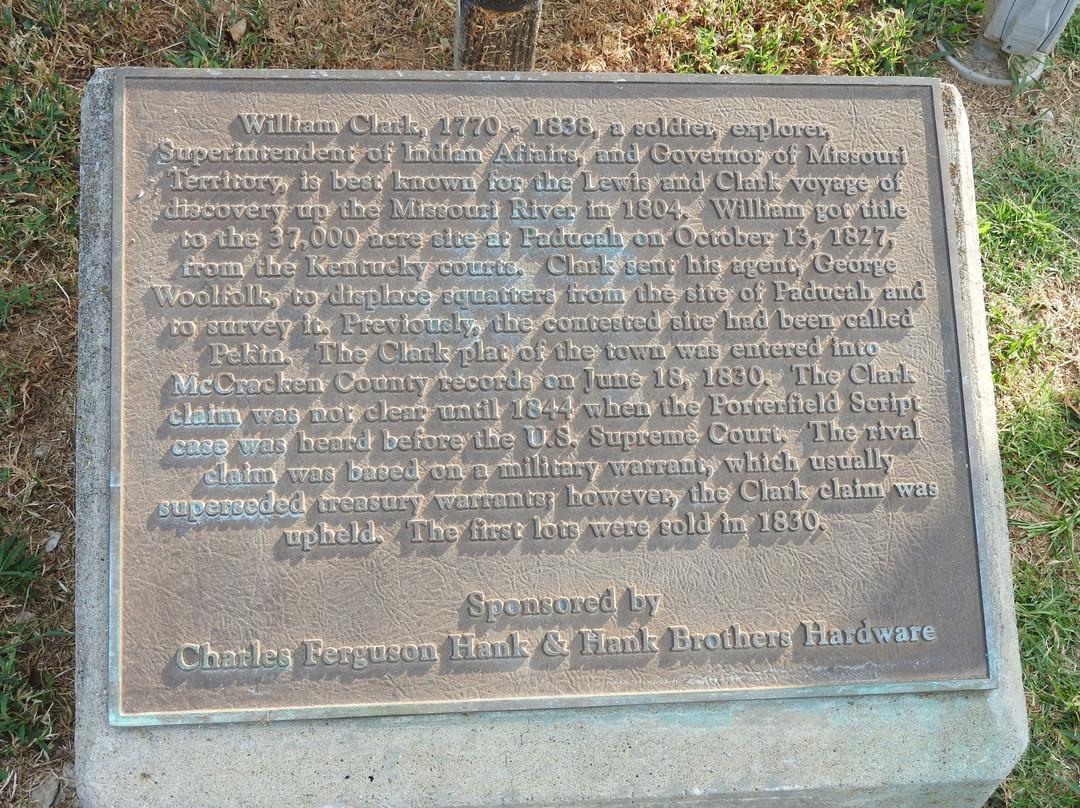 William Clark, 1770 - 1838, a soldier, explorer,
Superintendent of Indian Affairs, and Governor of Missouri
Territory, is best known for the Lewis and Clark voyage of
discovery up the Missouri River in 1804. William got title
to the 37,000 acre site at Paducah on October 13, 1827,
from the Kentucky courts. Clark sent his agent, George
Woolfolk, to displace squatters from the site of Paducah and
to survey it. Previously, the contested site had been called
Pekin. The Clark plat of the town was entered into
McCracken County records on June 18, 1830. The Clark
claim was not clear until 1844 when the Porterfield Script
case was heard before the U.S. Supreme Court. The rival
claim was based on a military warrant, which usually
superseded treasury warrants; however, the Clark claim was
upheld. The first lots were sold in 1830.
Sponsored by
Charles Ferguson Hank & Hank Brothers Hardware